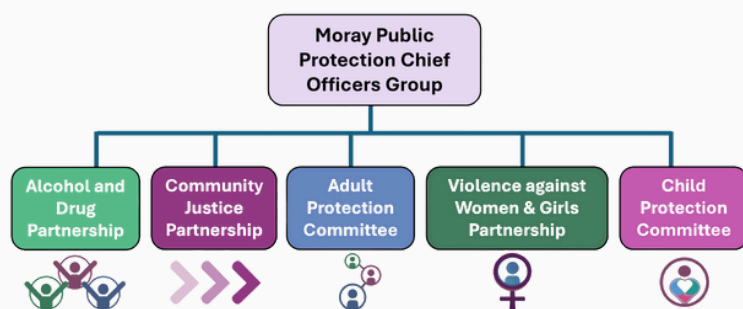 Moray Public
Protection Chief
Officers Group
Alcohol and
Drug
Partnership
Community
Justice
Partnership
Adult
Protection
Committee
Violence against
Women & Girls
Partnership
Child
Protection
Committee